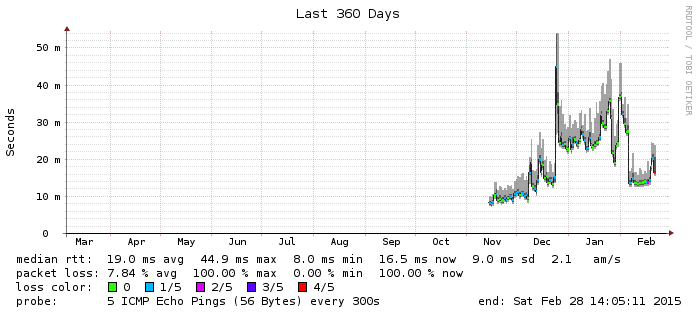 Last 360 Days
RRDTOOL / TOBI OETIKER
Seconds
50 m
40 m
30 m
20 m
10 m
0
Mar Apr May Jun Jul Aug Sep Oct Nov Dec Jan Feb
median rtt: 19.0 ms avg 44.9 ms max 8.0 ms min 16.5 ms now 9.0 ms sd 2.1 am/s
packet loss: 7.84 % avg 100.00 % max 0.00 % min 100.00 % now
loss color: 0 1/5 2/5 3/5 4/5
probe: 5 ICMP Echo Pings (56 Bytes) every 300s end: Sat Feb 28 14:05:11 2015